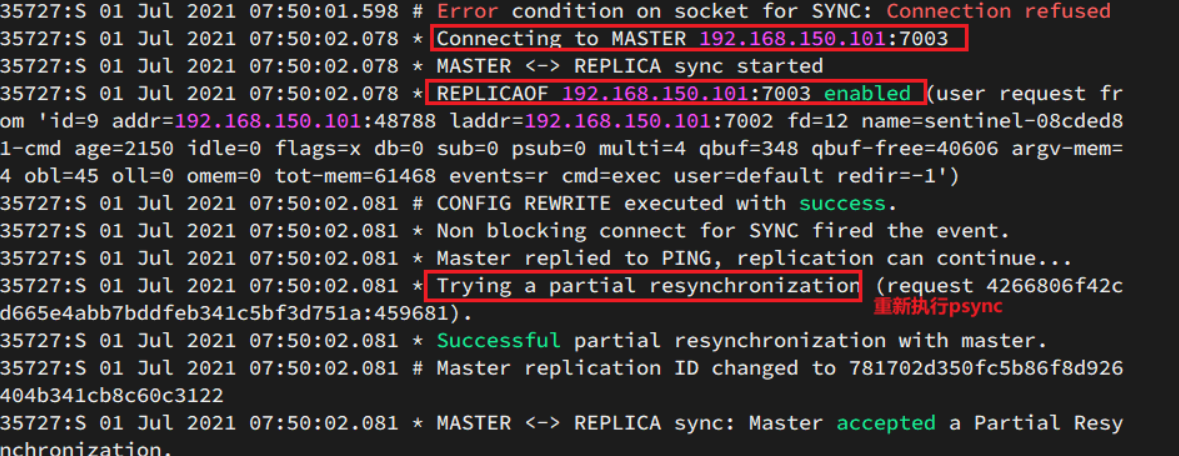 35727:S 01 Jul 2021 07:50:01.598 # Error condition on socket for SYNC: Connection refused
35727:S 01 Jul 2021 07:50:02.078 * Connecting to MASTER 192.168.150.101:7003
35727:S 01 Jul 2021 07:50:02.078 * MASTER <-> REPLICA sync started
35727:S 01 Jul 2021 07:50:02.078 * REPLICAOF 192.168.150.101:7003 enabled (user request fr
om 'id=9 addr=192.168.150.101:48788 laddr=192.168.150.101:7002 fd=12 name=sentinel-08cded8
1-cmd age=2150 idle=0 flags=x db=0 sub=0 psub=0 multi=4 qbuf=348 qbuf-free=40606 argv-mem=
4 obl=45 oll=0 omem=0 tot-mem=61468 events=r cmd=exec user=default redir=-1')
35727:S 01 Jul 2021 07:50:02.081 # CONFIG REWRITE executed with success.
35727:S 01 Jul 2021 07:50:02.081 * Non blocking connect for SYNC fired the event.
35727:S 01 Jul 2021 07:50:02.081 * Master replied to PING, replication can continue...
35727:S 01 Jul 2021 07:50:02.081 * Trying a partial resynchronization (request 4266806f42c
d665e4abb7bddfeb341c5bf3d751a:459681).
重新执行psync
35727:S 01 Jul 2021 07:50:02.081 * Successful partial resynchronization with master.
35727:S 01 Jul 2021 07:50:02.081 # Master replication ID changed to 781702d350fc5b86f8d926
404b341cb8c60c3122
35727:S 01 Jul 2021 07:50:02.081 * MASTER <-> REPLICA sync: Master accepted a Partial Resy
nchronization.